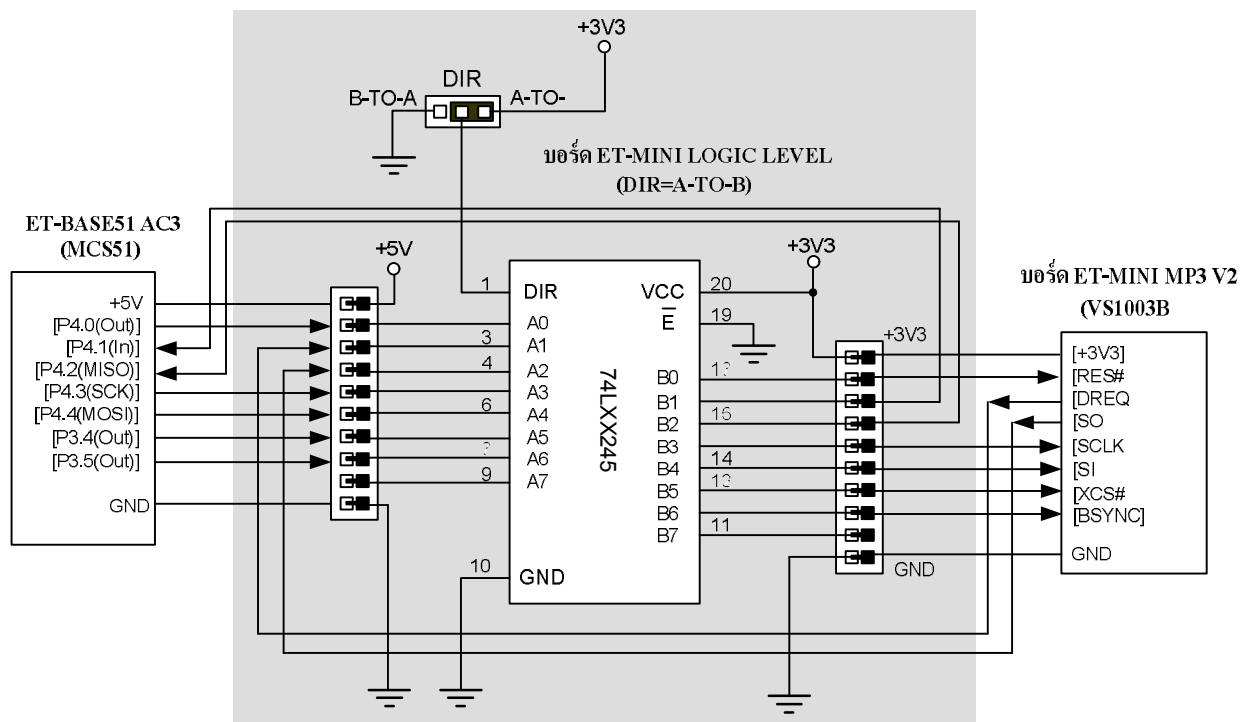 +3V3
DIR
B-TO-A
A-TO-
บอร์ด ET-MINI LOGIC LEVEL
(DIR=A-TO-B)
ET-BASE51 AC3
(MCS51)
+5V
[P4.0(Out)]
[P4.1(In)]
[P4.2(MISO)]
[P4.3(SCK)]
[P4.4(MOSI)]
[P3.4(Out)]
[P3.5(Out)]
GND
+5V
1
3
4
6
9
10
DIR
A0
A1
A2
A3
A4
A5
A6
A7
GND
74LXX245
VCC
E
B0
B1
B2
B3
B4
B5
B6
B7
+3V3
20
19
14
11
+3V3
GND
บอร์ด ET-MINI MP3 V2
(VS1003B
[+3V3]
[RES#
[DREQ
[SO
[SCLK
[SI
[XCS#
[BSYNC]
GND